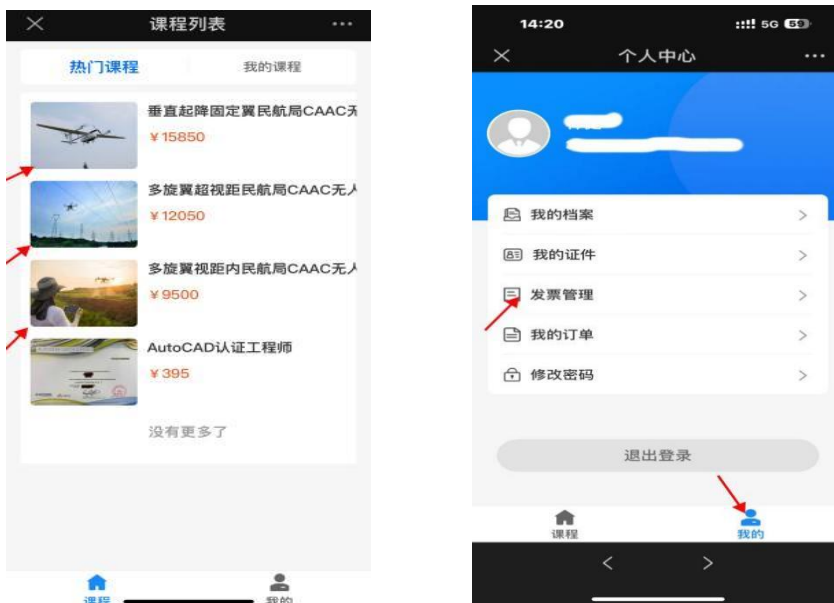 课程列表
热门课程
我的课程
垂直起降固定翼民航局CAAC无
￥15850
多旋翼超视距民航局CAAC无人
￥12050
多旋翼视距内民航局CAAC无人
￥9500
AutoCAD认证工程师
￥395
没有更多了
课程
我的
14:20
5G 59
个人中心
我的档案
我的证件
发票管理
我的订单
修改密码
退出登录
课程
我的